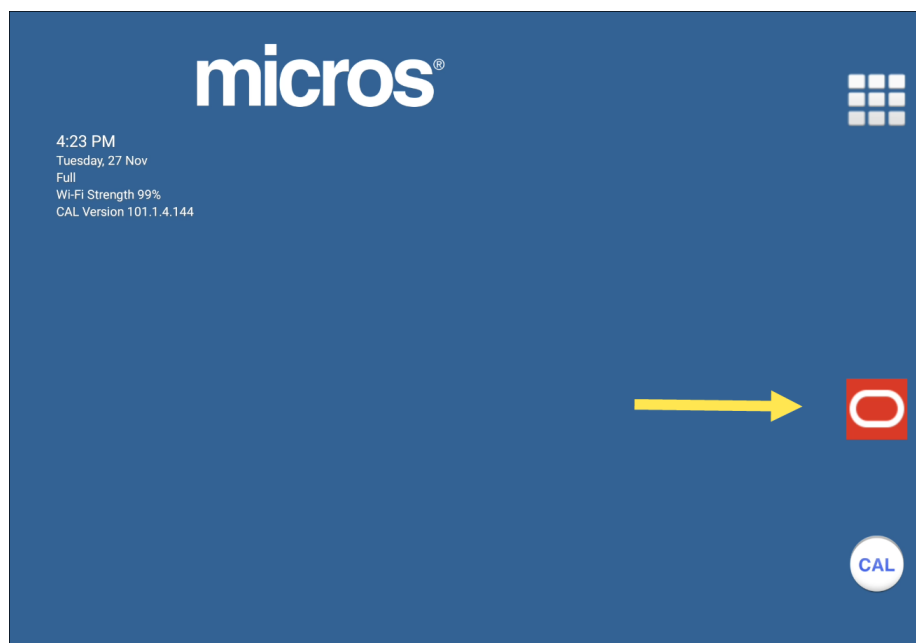 micros®
4:23 PM
Tuesday, 27 Nov
Full
Wi-Fi Strength 99%
CAL Version 101.1.4.144
CAL